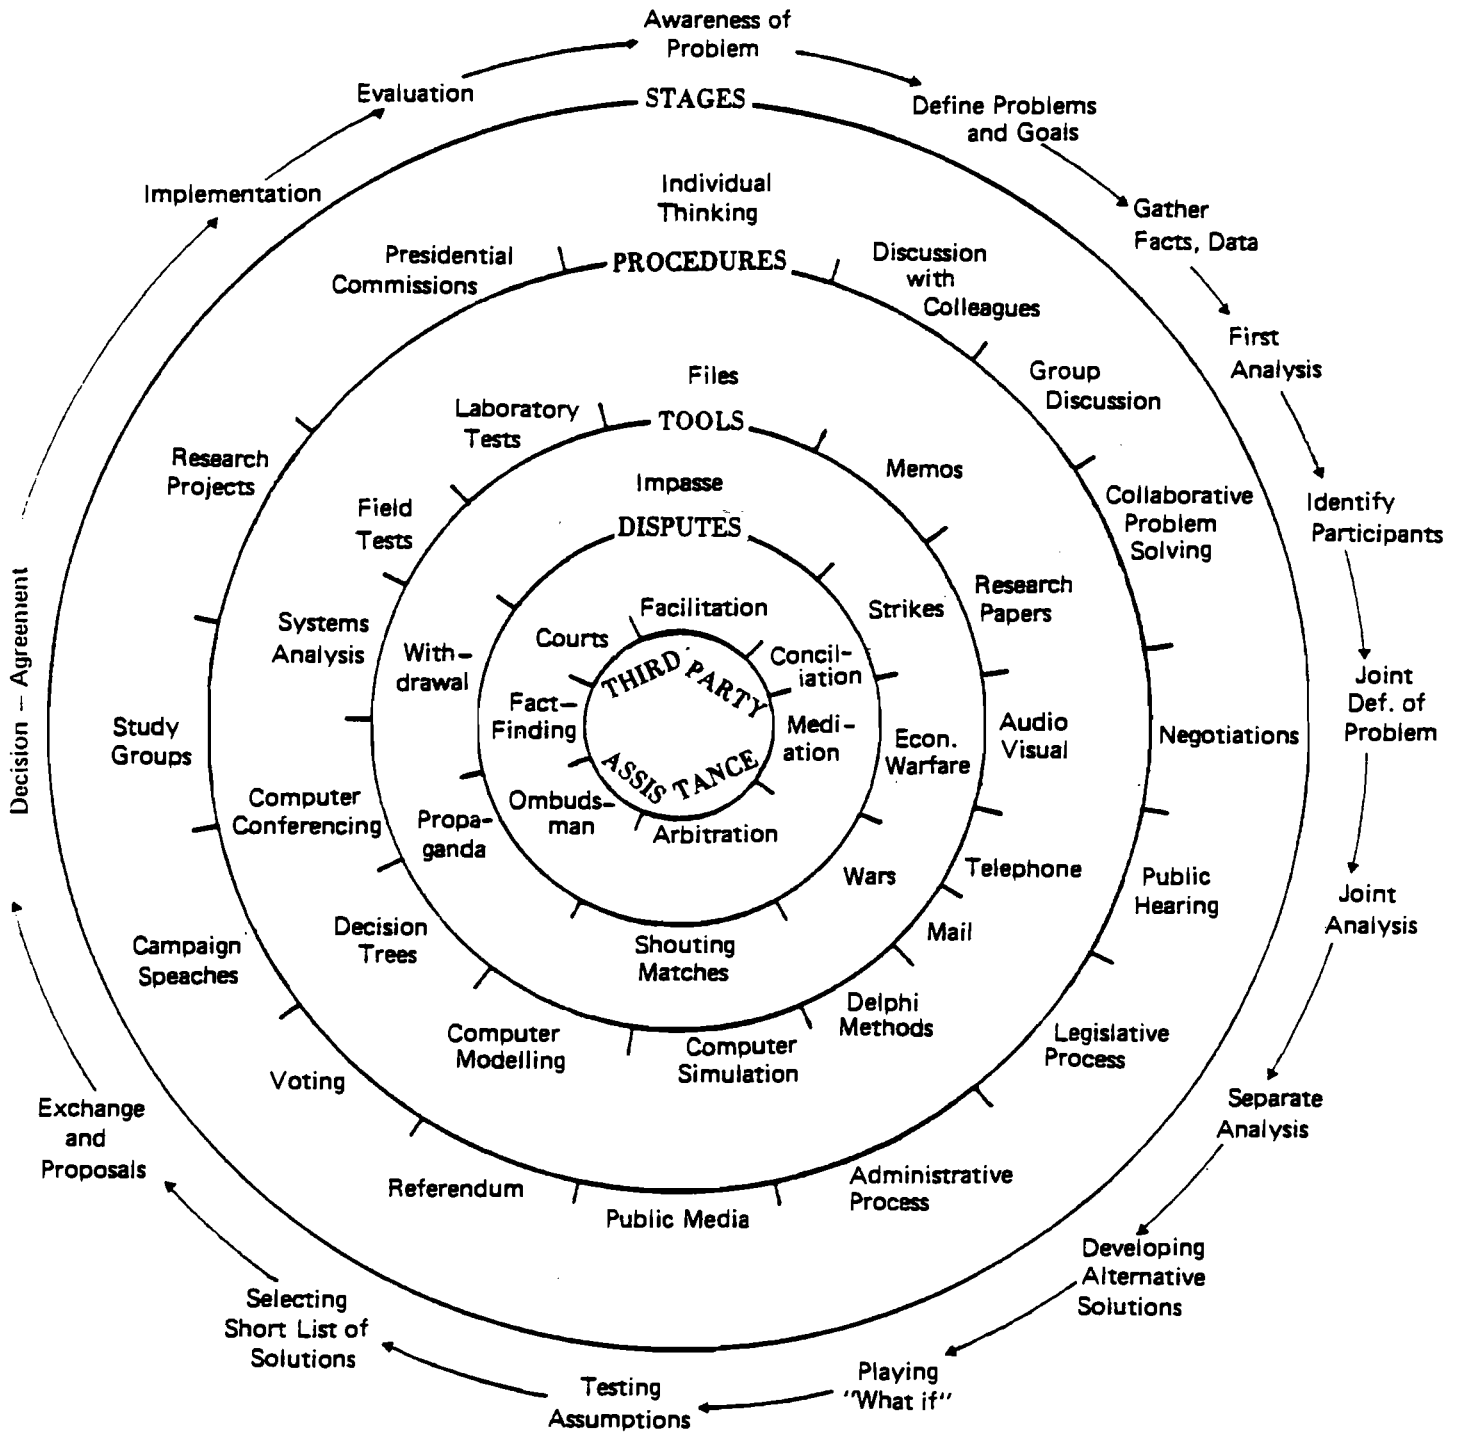 Awareness of
Problem
Define Problems
and Goals
Gather
Facts, Data
First
Analysis
Identify
Participants
Joint
Def. of
Problem
Joint
Analysis
Separate
Analysis
Developing
Alternative
Solutions
Playing
"What if"
Testing
Assumptions
Selecting
Short List of
Solutions
Exchange
and
Proposals
Decision — Agreement
Implementation
Evaluation
STAGES
Individual
Thinking
Discussion
with
Colleagues
Group
Discussion
Collaborative
Problem
Solving
Negotiations
Public
Hearing
Legislative
Process
Administrative
Process
Public Media
Referendum
Voting
Campaign
Speaches
Study
Groups
Research
Projects
Presidential
Commissions
PROCEDURES
Files
Memos
Research
Papers
Audio
Visual
Telephone
Mail
Delphi
Methods
Computer
Simulation
Computer
Modelling
Decision
Trees
Computer
Conferencing
Systems
Analysis
Field
Tests
Laboratory
Tests
TOOLS
Impasse
Strikes
Econ.
Warfare
Wars
Shouting
Matches
Propa-
ganda
With-
drawal
DISPUTES
Facilitation
Concil-
iation
Medi-
ation
Arbitration
Ombuds-
man
Fact-
Finding
Courts
THIRD PARTY
ASSISTANCE